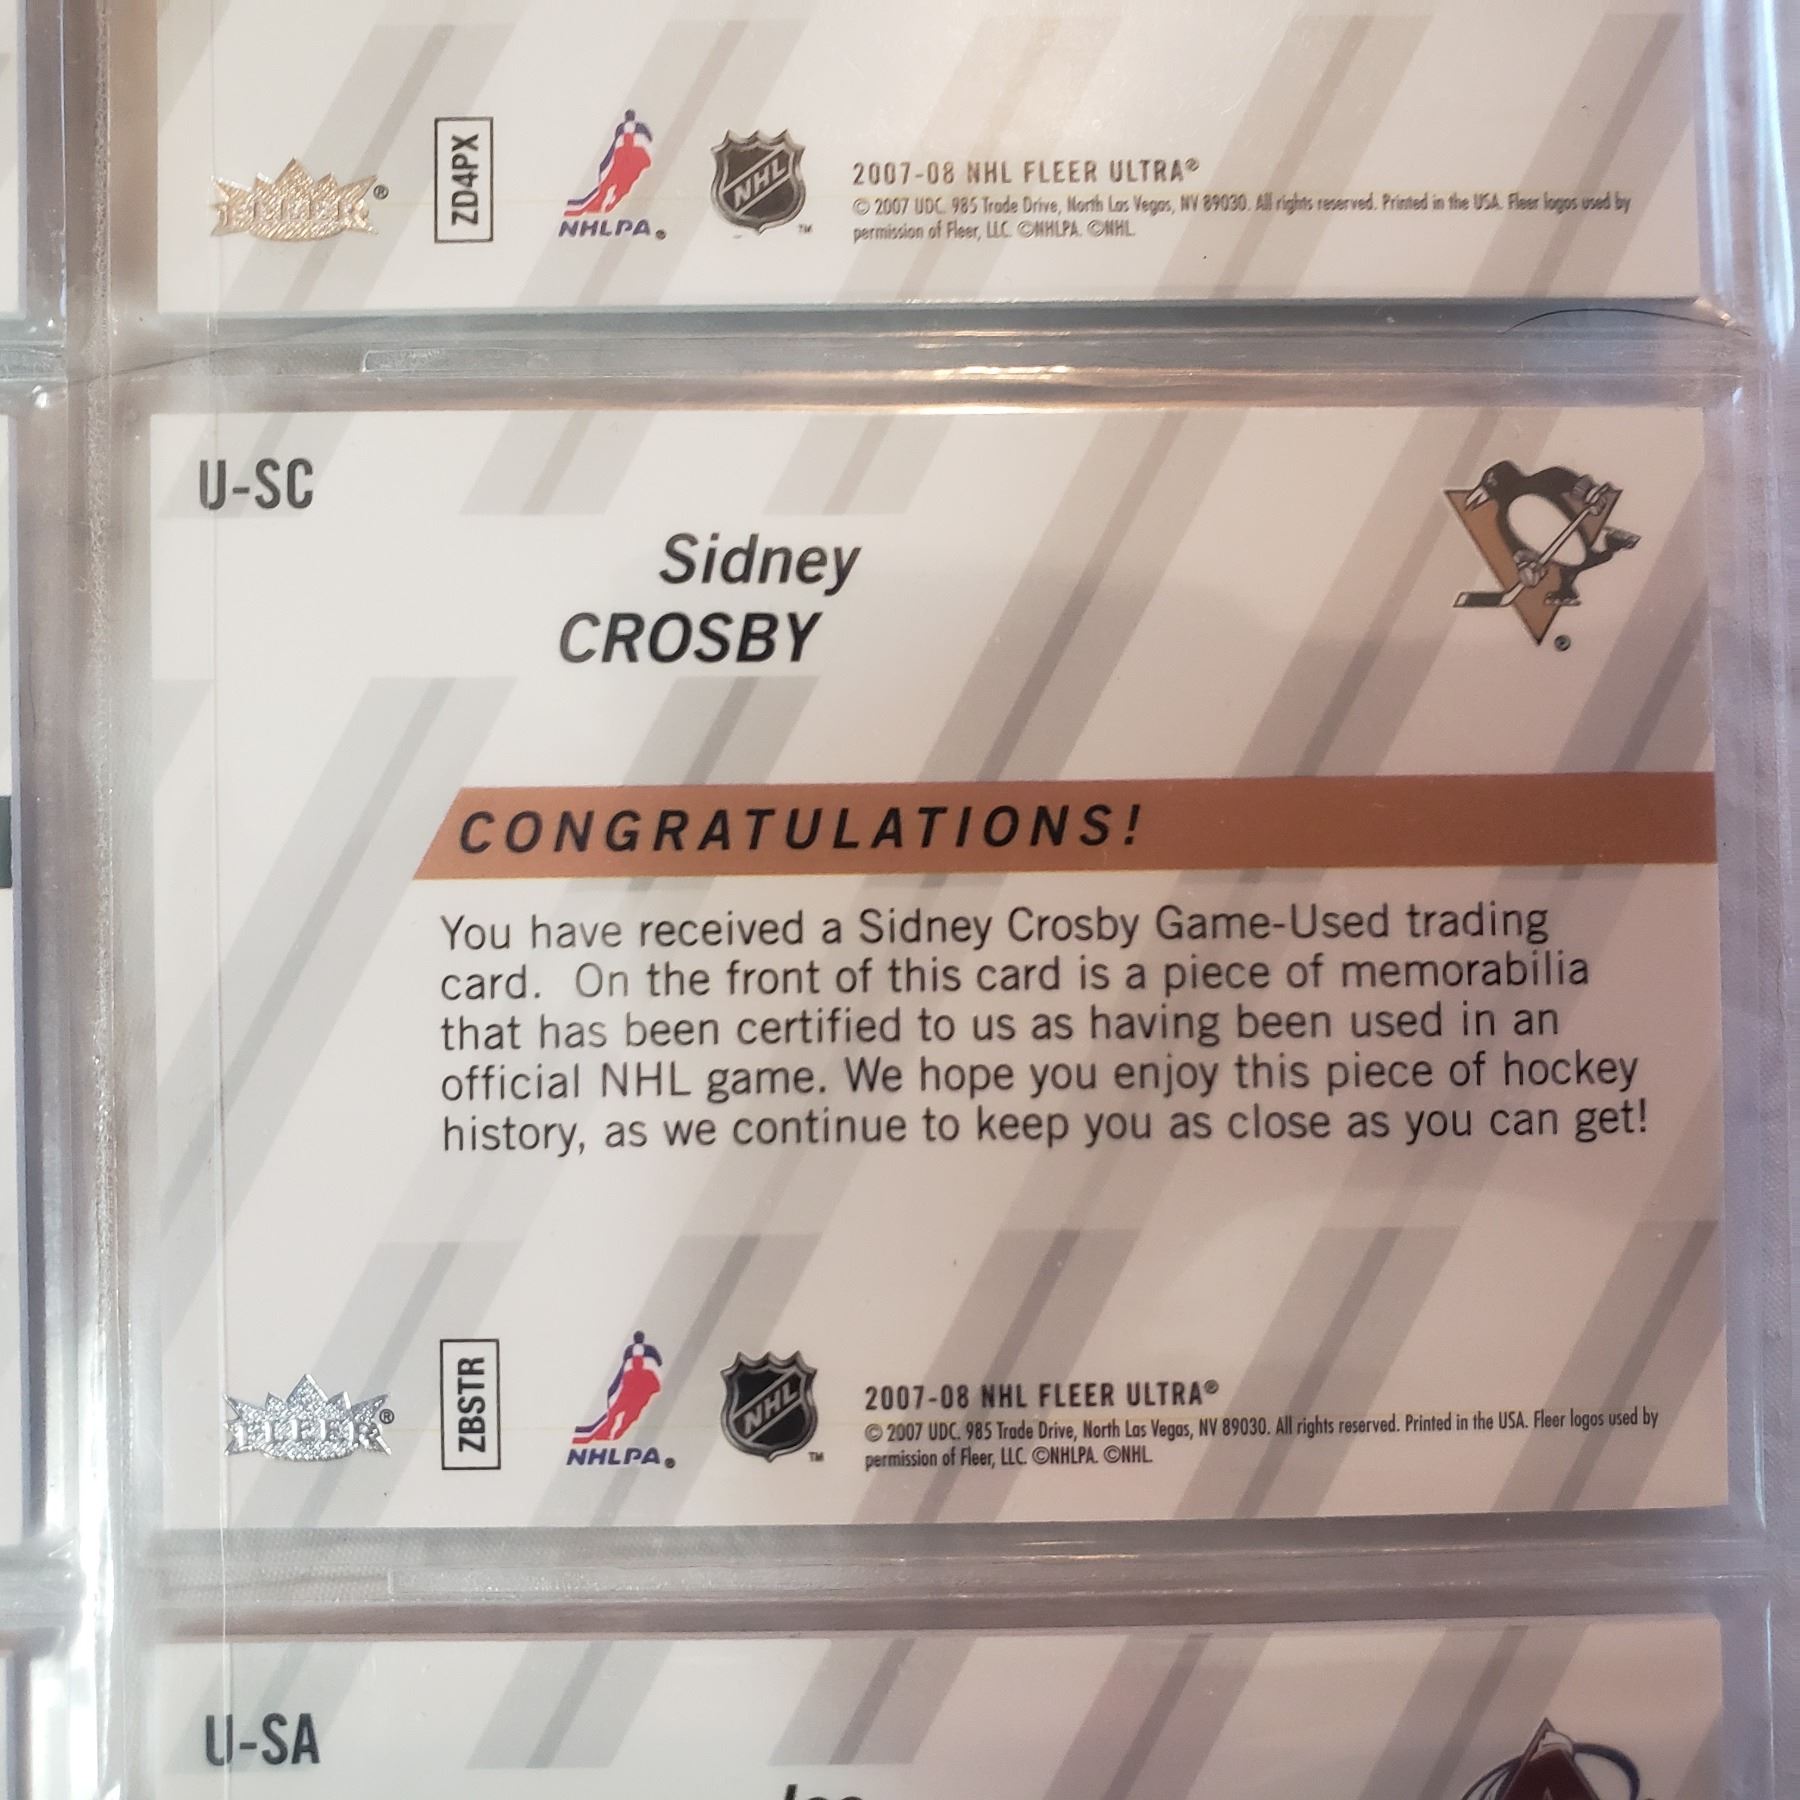 FLEER®
ZD4PX
NHLPA®
NHL™
2007-08 NHL FLEER ULTRA®
© 2007 UDC. 985 Trade Drive, North Las Vegas, NV 89030. All rights reserved. Printed in the USA. Fleer logos used by
permission of Fleer, LLC. ©NHLPA. ©NHL.
U-SC
Sidney
CROSBY
®
CONGRATULATIONS!
You have received a Sidney Crosby Game-Used trading
card. On the front of this card is a piece of memorabilia
that has been certified to us as having been used in an
official NHL game. We hope you enjoy this piece of hockey
history, as we continue to keep you as close as you can get!
FLEER®
ZBSTR
NHLPA®
NHL™
2007-08 NHL FLEER ULTRA®
© 2007 UDC. 985 Trade Drive, North Las Vegas, NV 89030. All rights reserved. Printed in the USA. Fleer logos used by
permission of Fleer, LLC. ©NHLPA. ©NHL.
U-SA
Joe